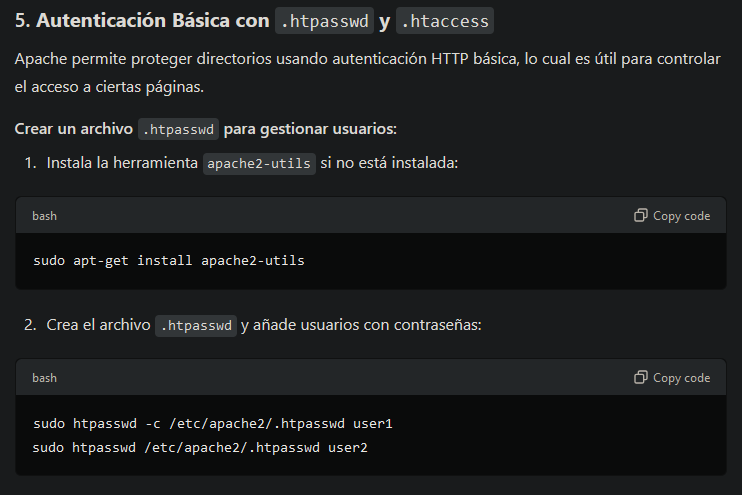 5. Autenticación Básica con .htpasswd y .htaccess
Apache permite proteger directorios usando autenticación HTTP básica, lo cual es útil para controlar
el acceso a ciertas páginas.
Crear un archivo .htpasswd para gestionar usuarios:
1. Instala la herramienta apache2-utils si no está instalada:
bash Copy code
sudo apt-get install apache2-utils
2. Crea el archivo .htpasswd y añade usuarios con contraseñas:
bash Copy code
sudo htpasswd -c /etc/apache2/.htpasswd user1
sudo htpasswd /etc/apache2/.htpasswd user2